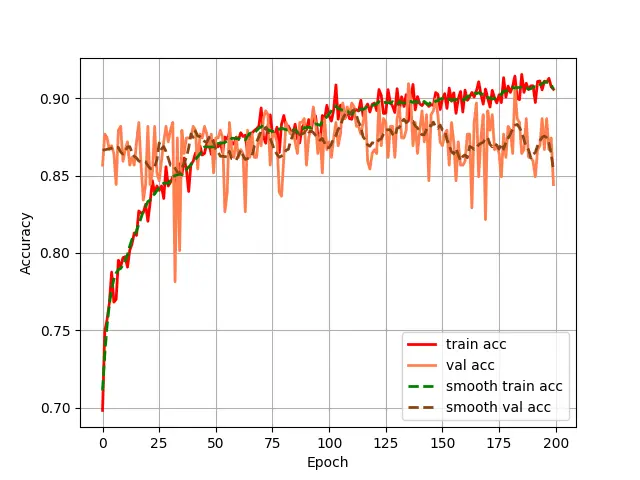 0.90
0.85
0.80
0.75
0.70
Accuracy
0 25 50 75 100 125 150 175 200
Epoch
train acc
val acc
smooth train acc
smooth val acc